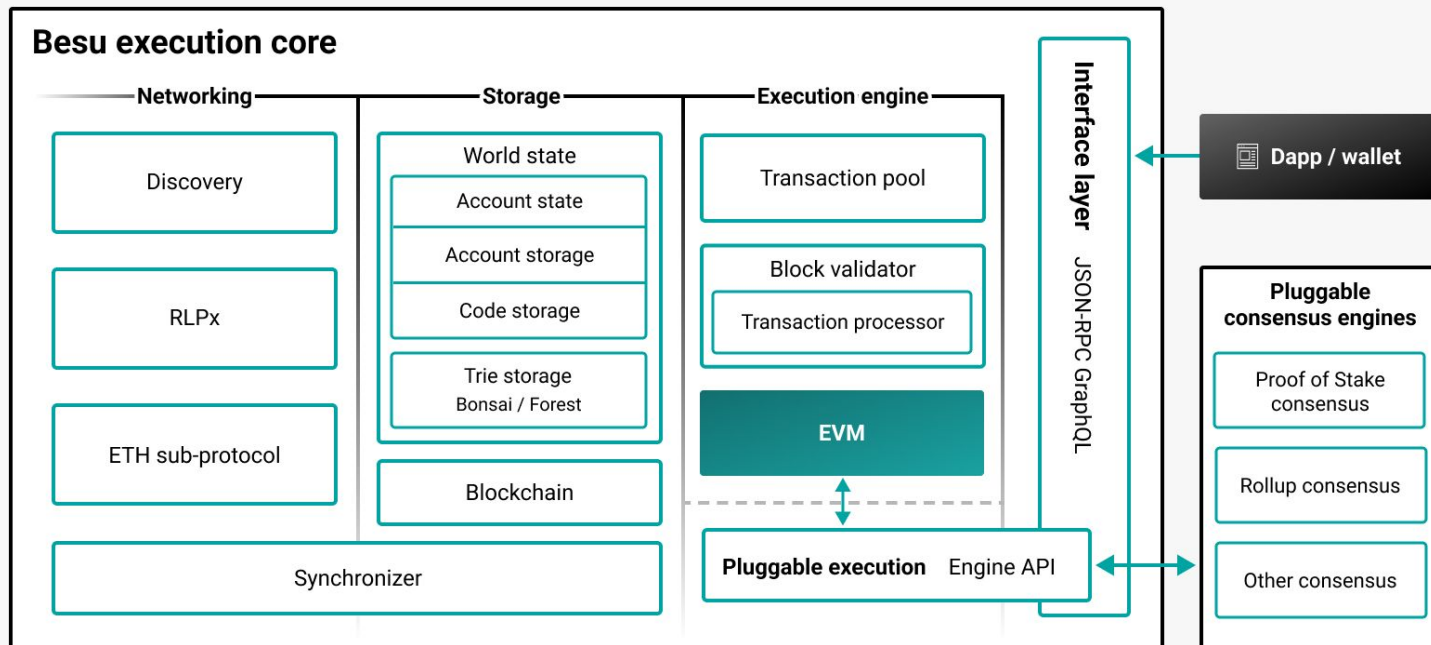 Besu execution core
Networking
Discovery
RLPx
ETH sub-protocol
Storage
World state
Account state
Account storage
Code storage
Trie storage
Bonsai / Forest
Blockchain
Synchronizer
Execution engine
Transaction pool
Block validator
Transaction processor
EVM
Pluggable execution Engine API
Interface layer JSON-RPC GraphQL
Dapp / wallet
Pluggable
consensus engines
Proof of Stake
consensus
Rollup consensus
Other consensus